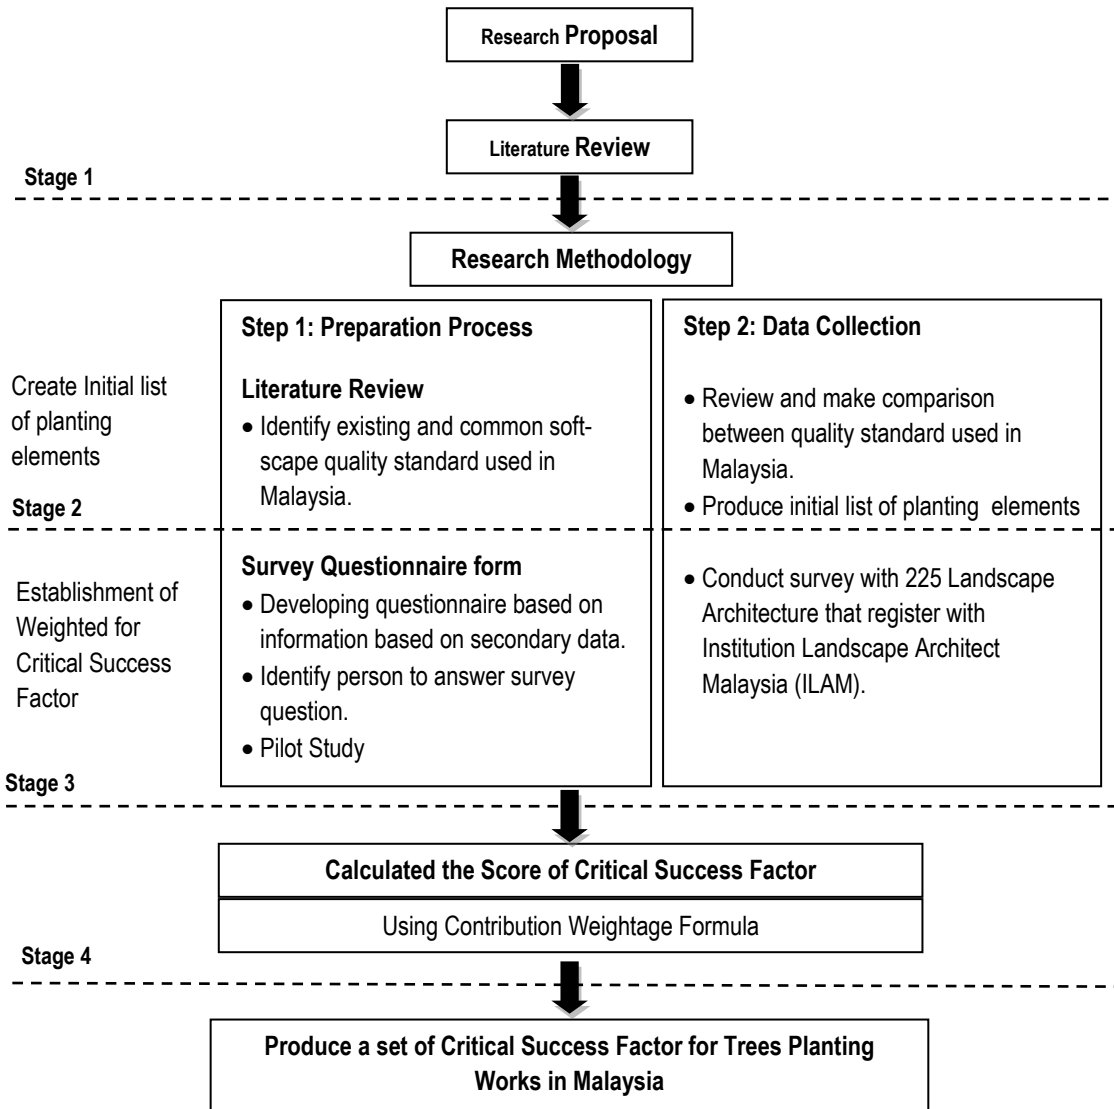 Research Proposal
Literature Review
Stage 1
Research Methodology
Create Initial list
of planting
elements
Stage 2
Step 1: Preparation Process
Literature Review
• Identify existing and common soft-
scape quality standard used in
Malaysia.
Step 2: Data Collection
• Review and make comparison
between quality standard used in
Malaysia.
• Produce initial list of planting elements
Establishment of
Weighted for
Critical Success
Factor
Survey Questionnaire form
• Developing questionnaire based on
information based on secondary data.
• Identify person to answer survey
question.
• Pilot Study
• Conduct survey with 225 Landscape
Architecture that register with
Institution Landscape Architect
Malaysia (ILAM).
Stage 3
Calculated the Score of Critical Success Factor
Using Contribution Weightage Formula
Stage 4
Produce a set of Critical Success Factor for Trees Planting
Works in Malaysia